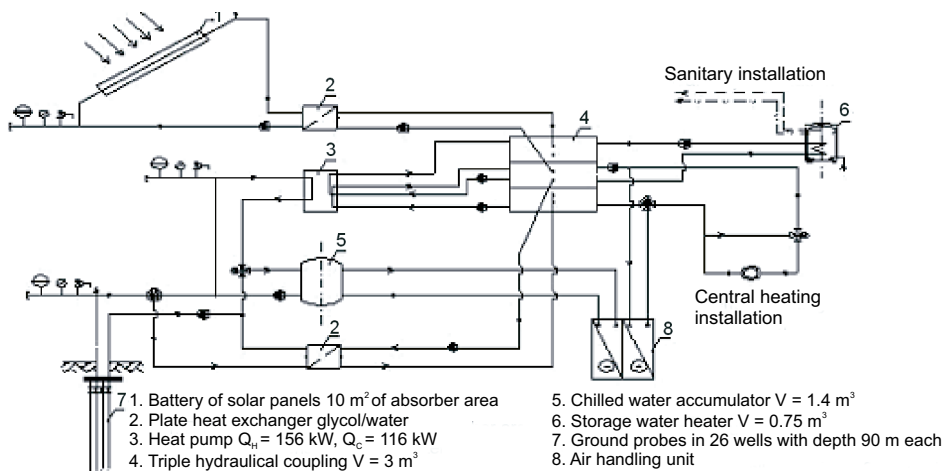 1
2
Sanitary installation
4
6
3
5
Central heating
installation
2
8
7
1. Battery of solar panels 10 m² of absorber area
2. Plate heat exchanger glycol/water
3. Heat pump Q_H = 156 kW, Q_C = 116 kW
4. Triple hydraulical coupling V = 3 m³
5. Chilled water accumulator V = 1.4 m³
6. Storage water heater V = 0.75 m³
7. Ground probes in 26 wells with depth 90 m each
8. Air handling unit